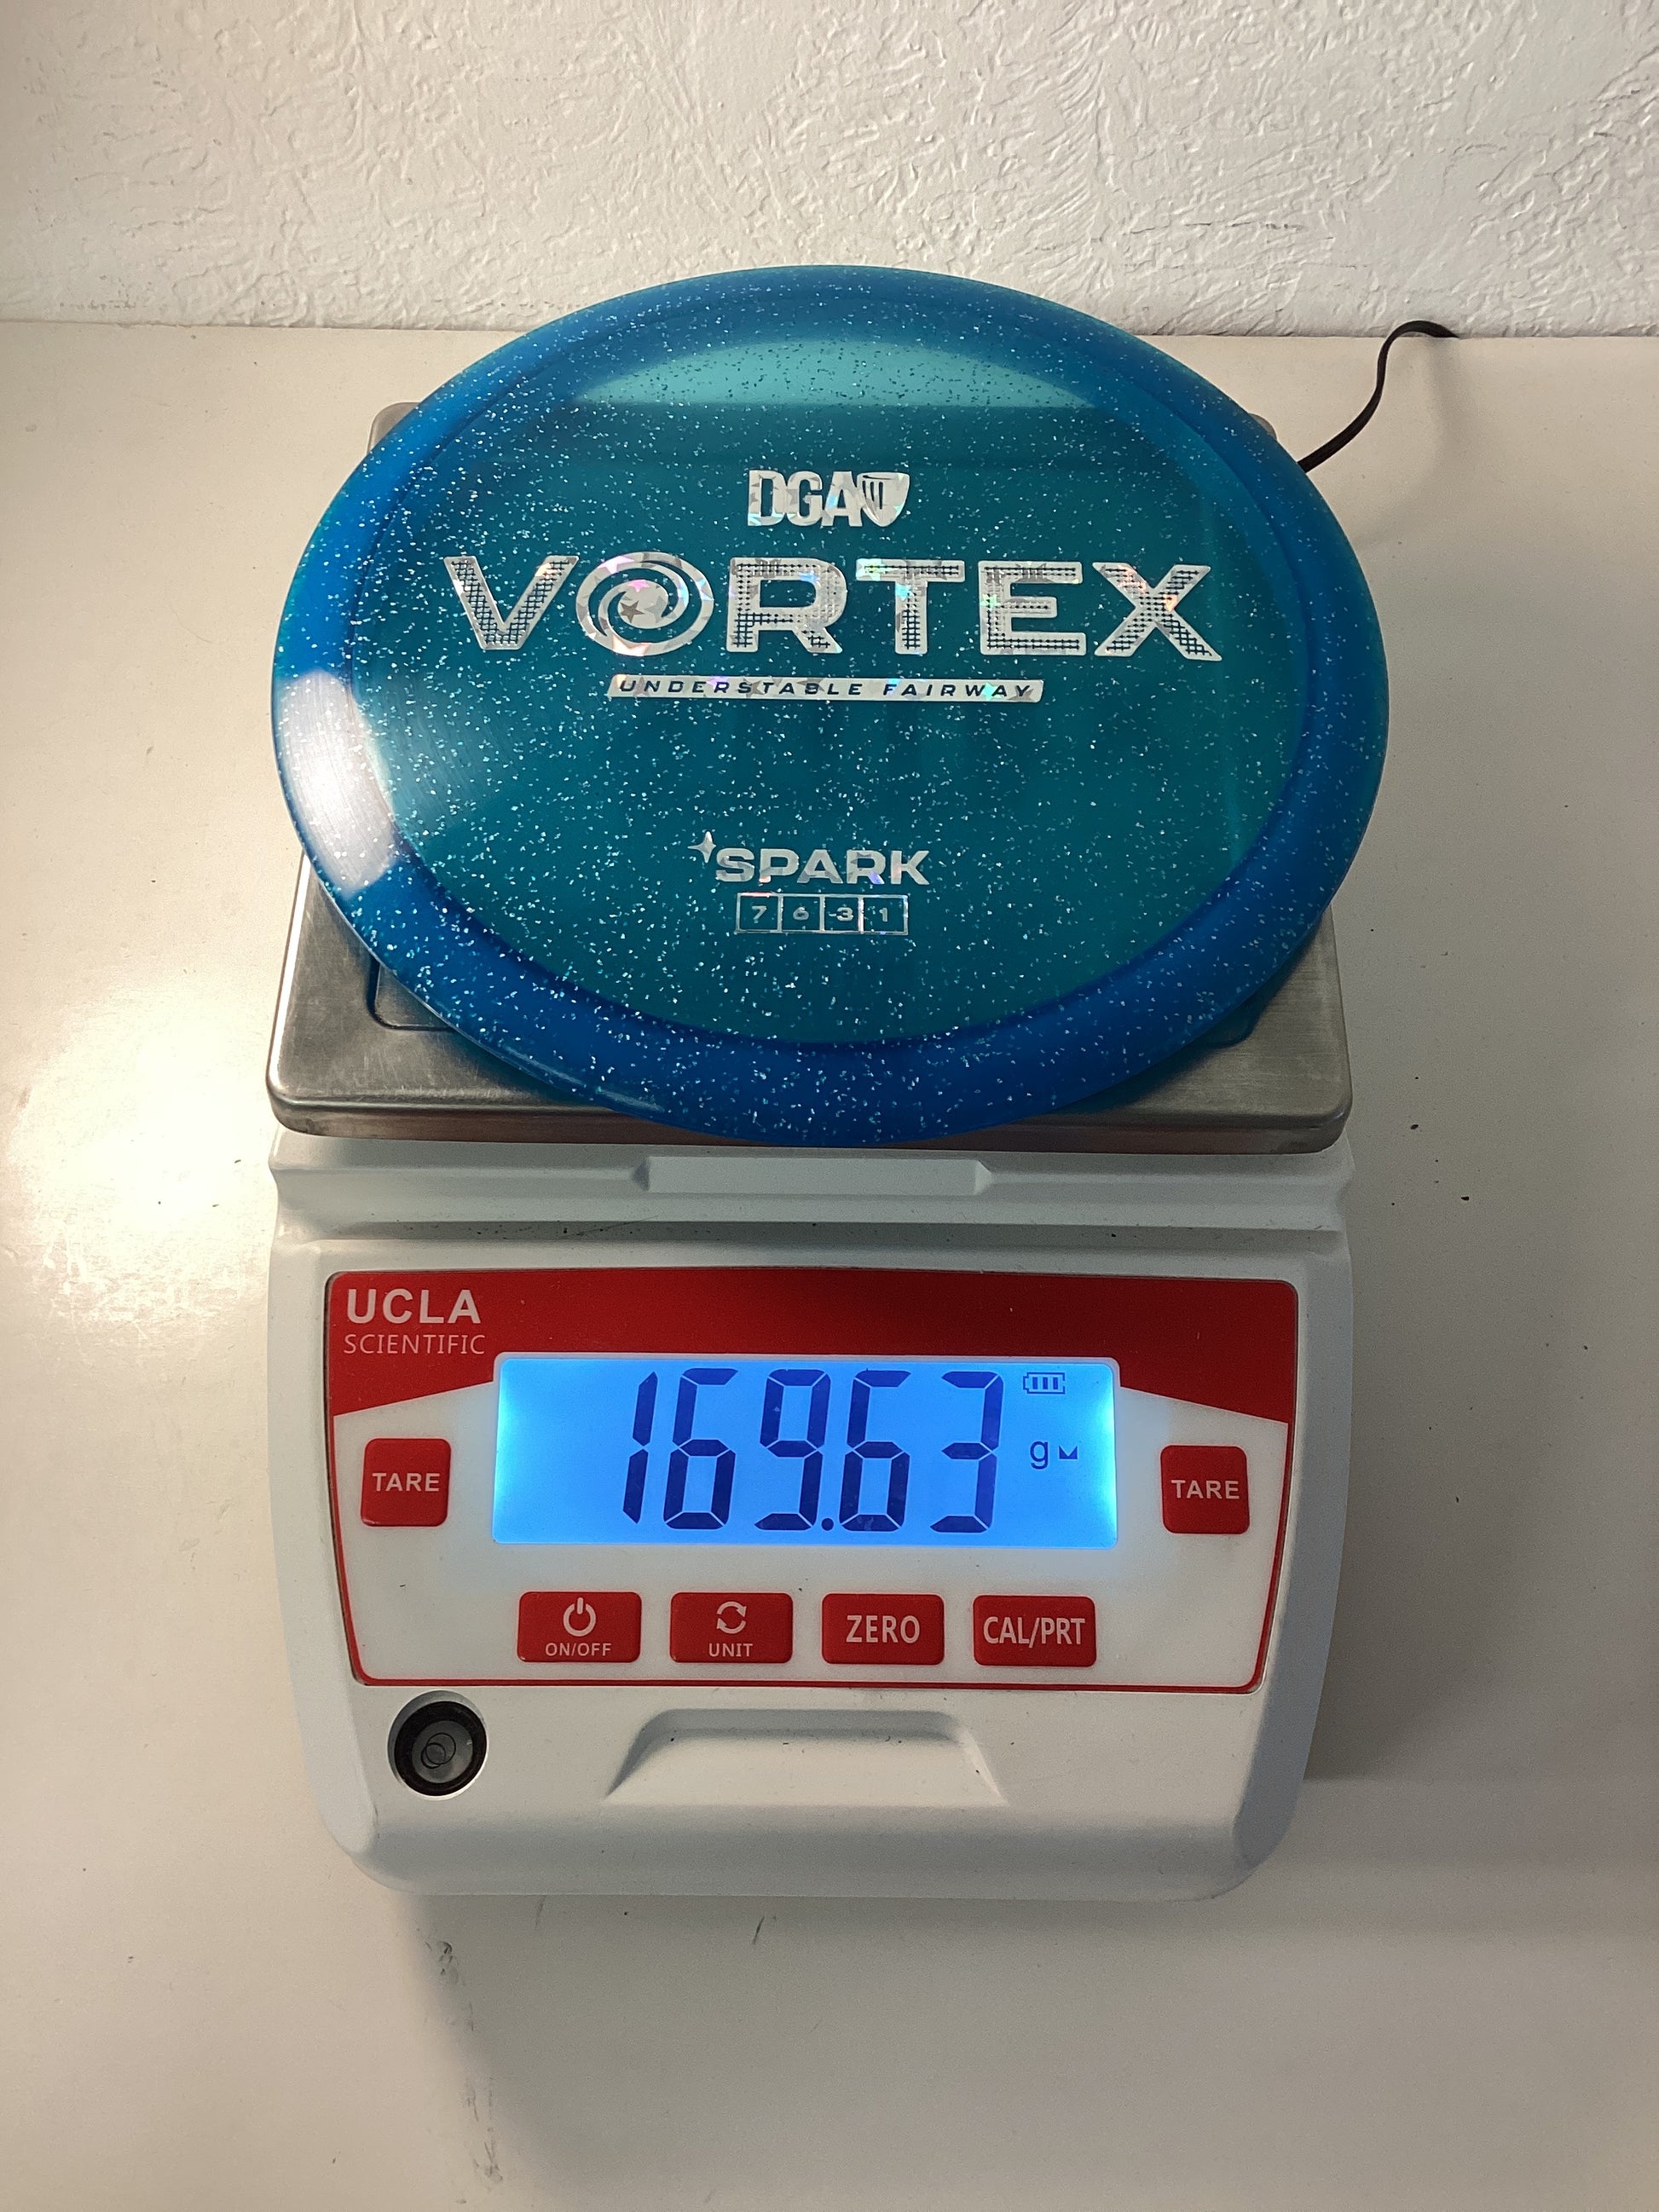 DGA
VORTEX
UNDERSTABLE FAIRWAY
SPARK
7 6 -3 1
UCLA
SCIENTIFIC
169.63 g
TARE
TARE
ON/OFF
UNIT
ZERO
CAL/PRT